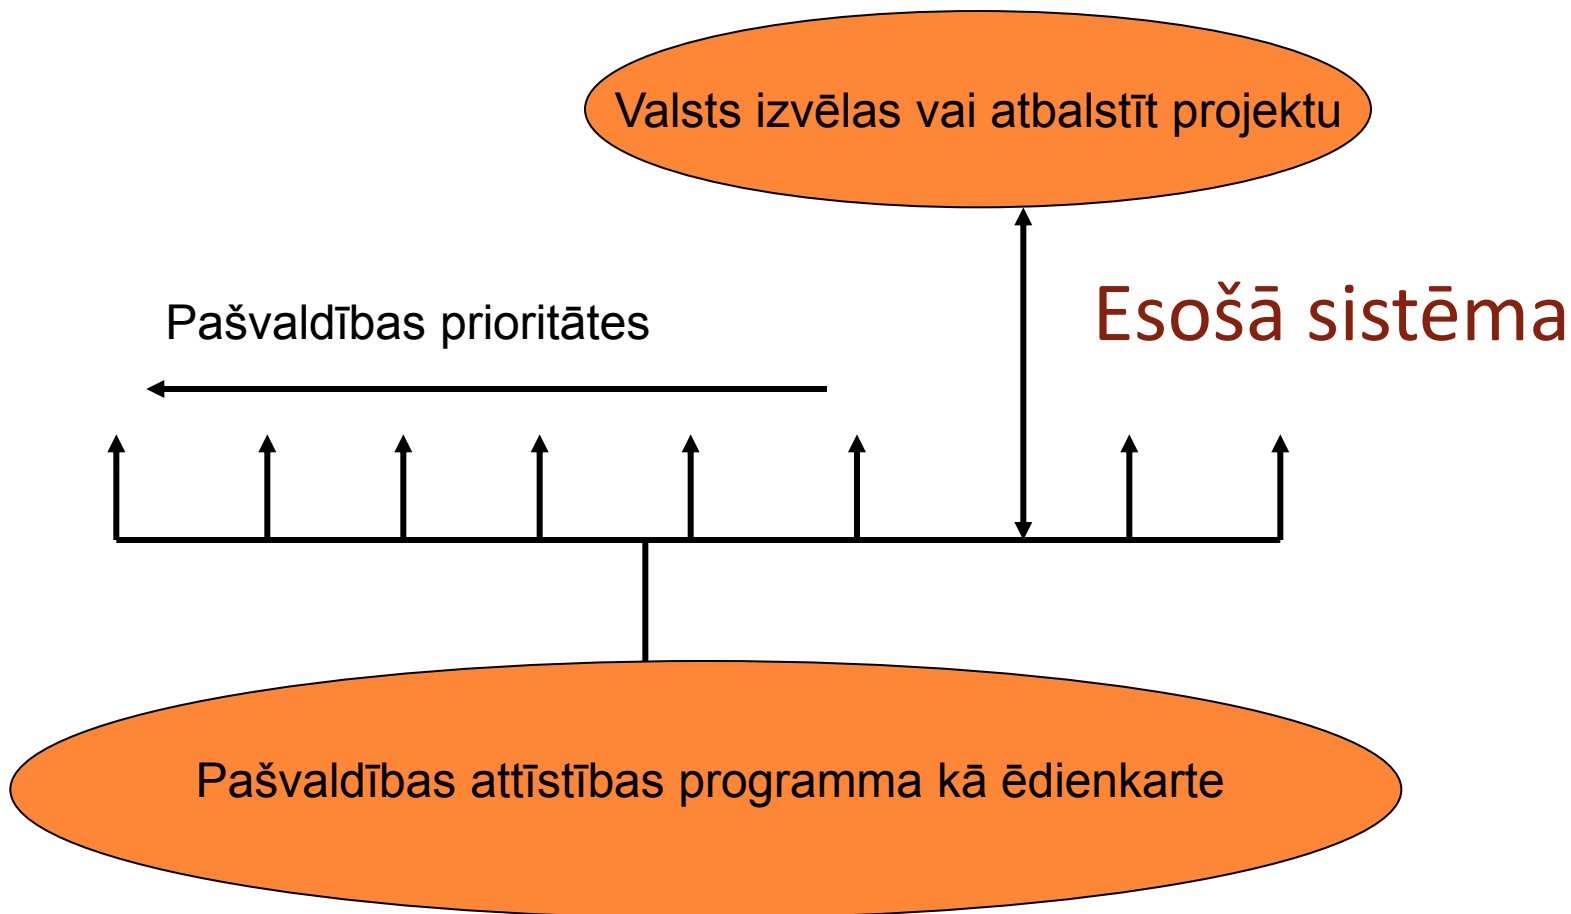 Valsts izvēlas vai atbalstīt projektu
Esošā sistēma
Pašvaldības prioritātes
Pašvaldības attīstības programma kā ēdienkarte